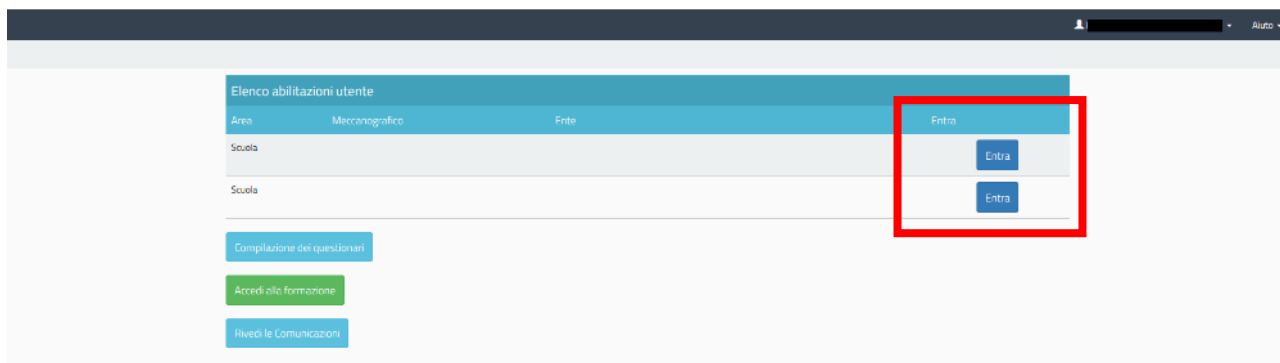 Aiuto
Elenco abilitazioni utente
Area Meccanografico Ente Entra
Scuola Entra
Scuola Entra
Compilazione dei questionari
Accedi alla formazione
Rivedi le Comunicazioni